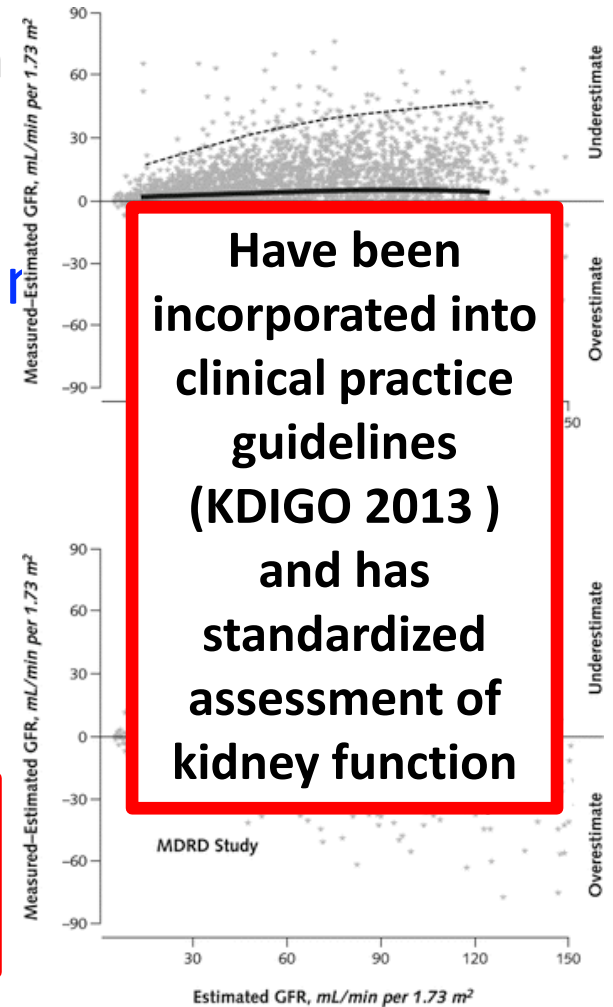 90
60
30
0
–30
–60
–90
Measured–Estimated GFR, mL/min per 1.73 m²
Underestimate
Overestimate
r
50
Have been
incorporated into
clinical practice
guidelines
(KDIGO 2013 )
and has
standardized
assessment of
kidney function
90
60
30
0
–30
–60
–90
Measured–Estimated GFR, mL/min per 1.73 m²
Underestimate
Overestimate
MDRD Study
30 60 90 120 150
Estimated GFR, mL/min per 1.73 m²